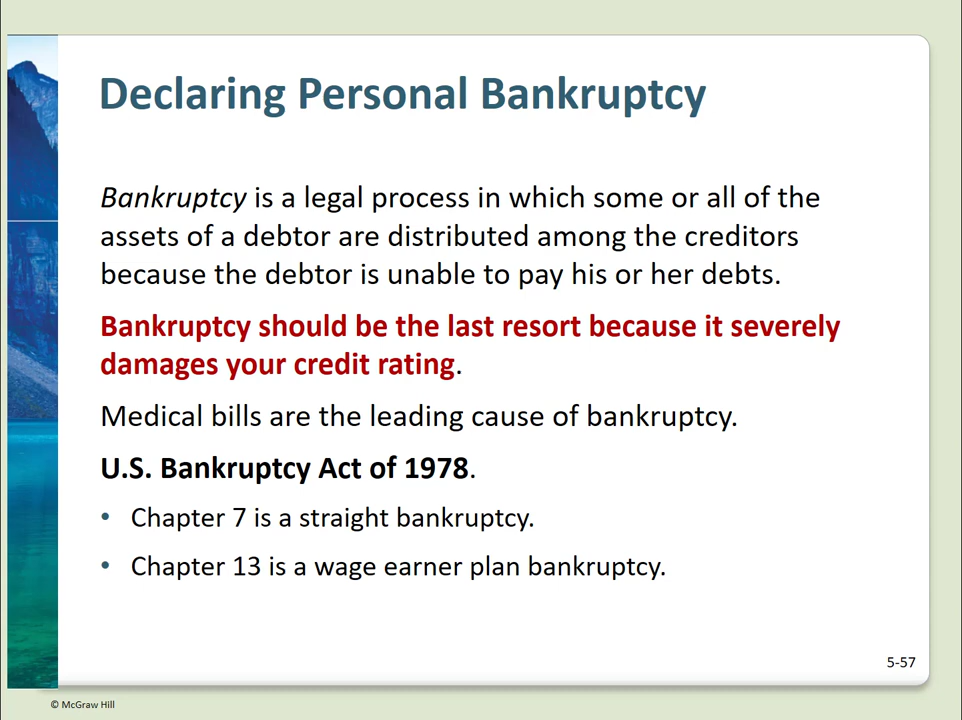 Declaring Personal Bankruptcy
Bankruptcy is a legal process in which some or all of the
assets of a debtor are distributed among the creditors
because the debtor is unable to pay his or her debts.
Bankruptcy should be the last resort because it severely
damages your credit rating.
Medical bills are the leading cause of bankruptcy.
U.S. Bankruptcy Act of 1978.
• Chapter 7 is a straight bankruptcy.
• Chapter 13 is a wage earner plan bankruptcy.
5-57
© McGraw Hill